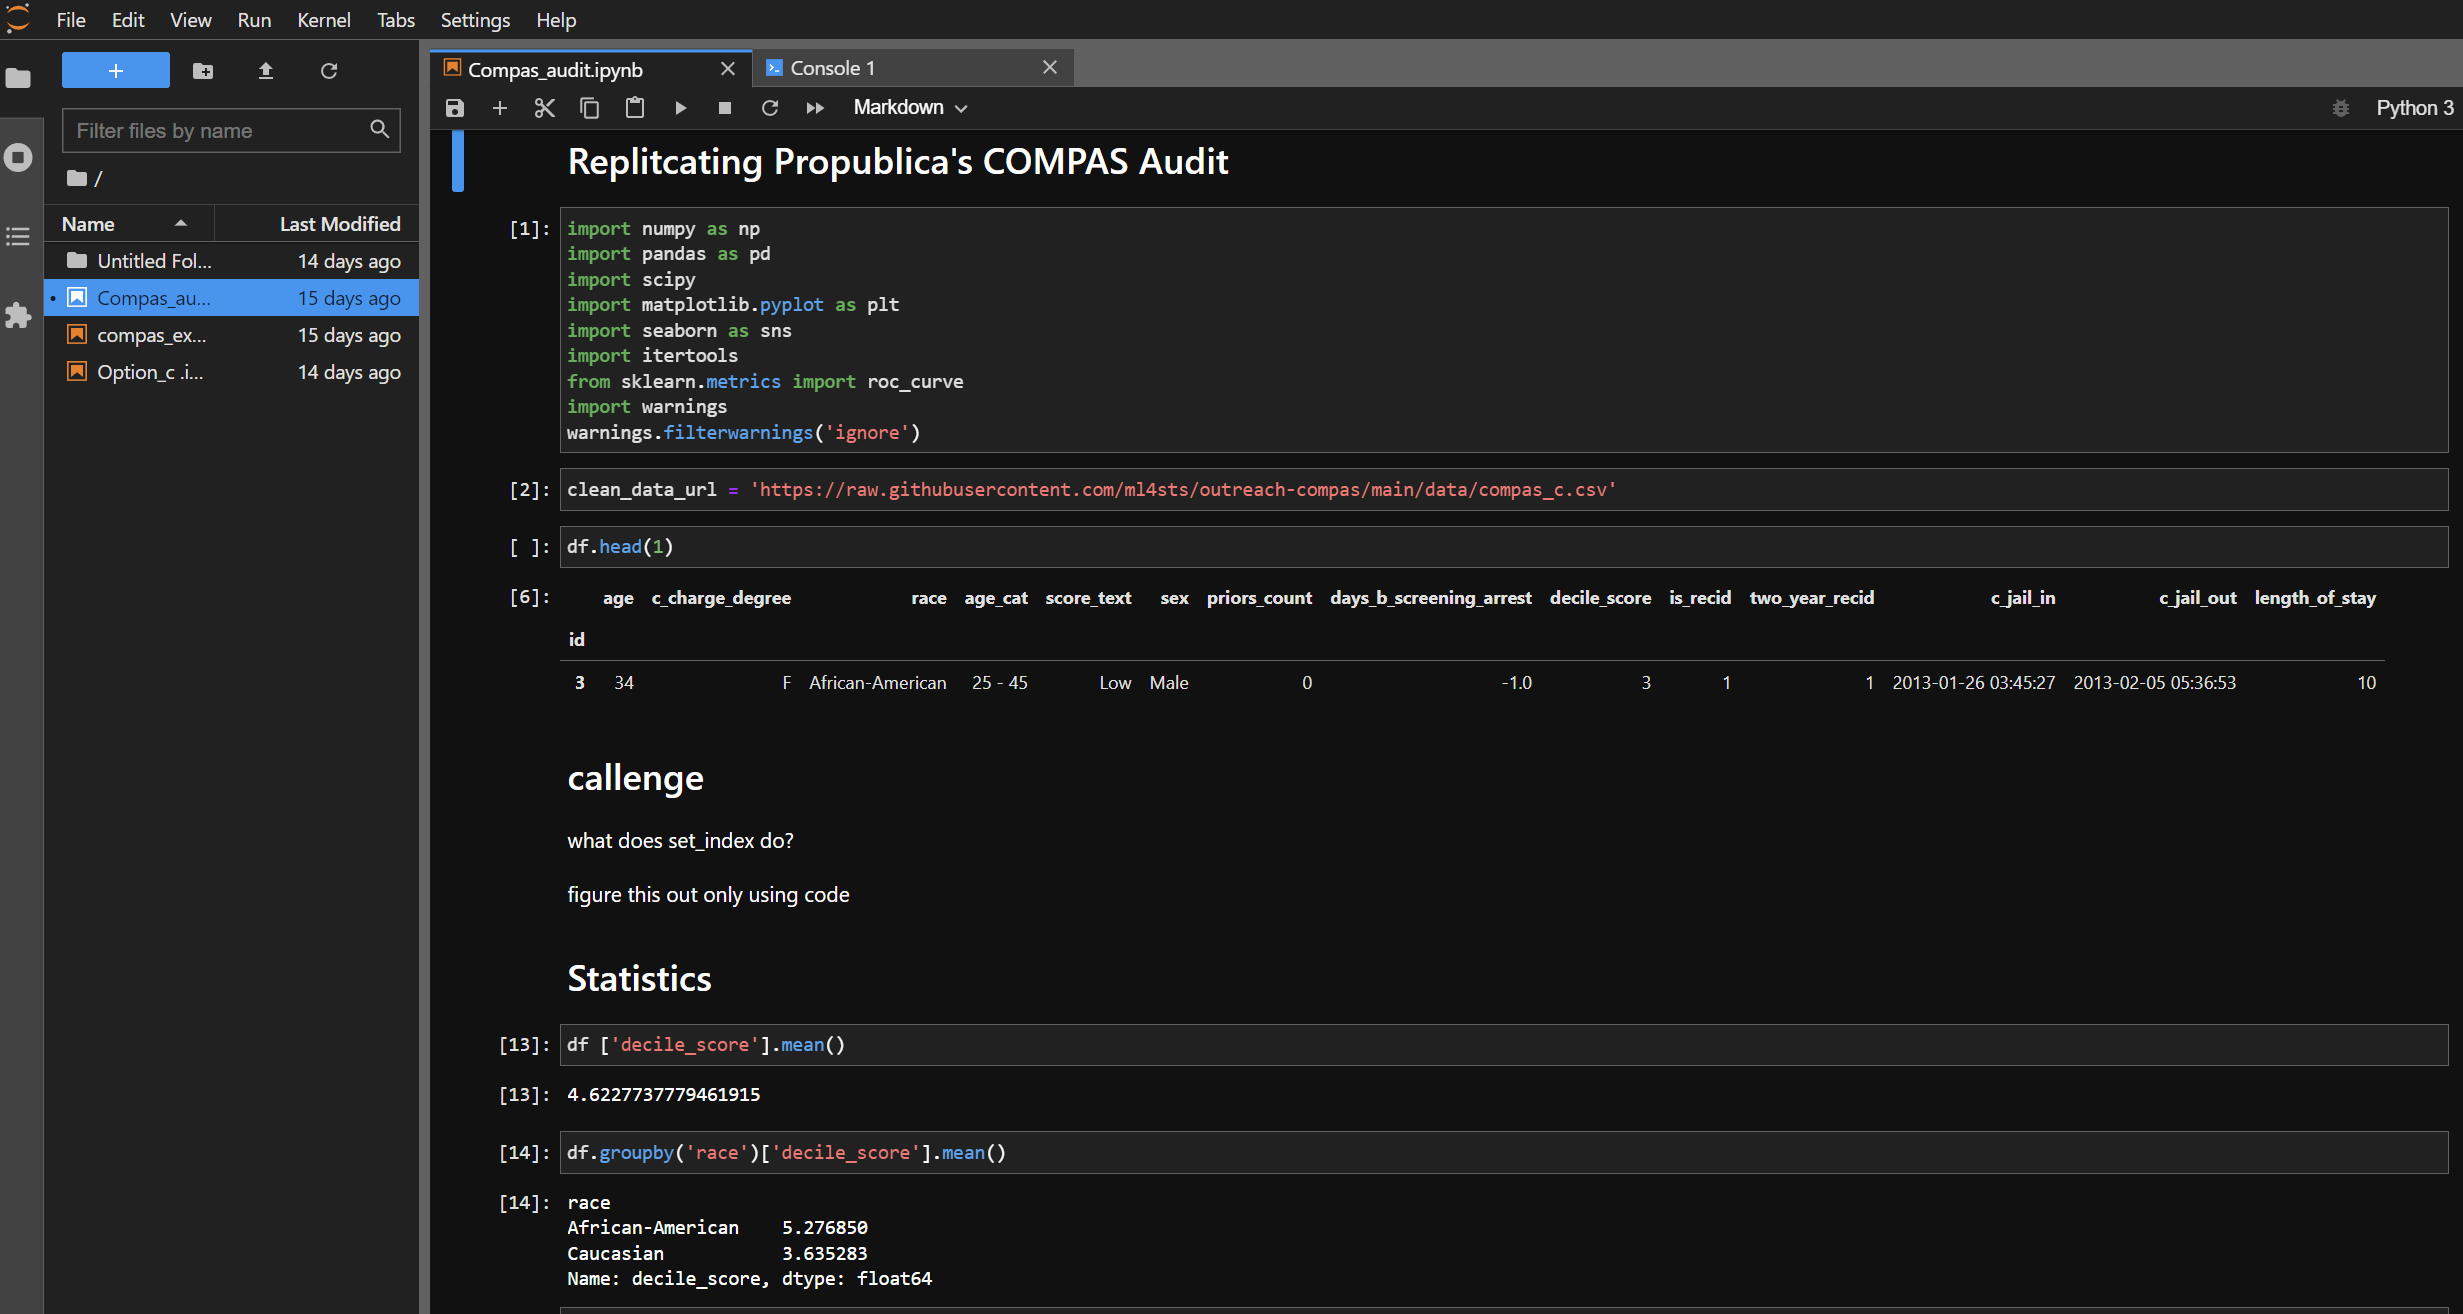 File Edit View Run Kernel Tabs Settings Help
+
Filter files by name
/
Name Last Modified
Untitled Fol... 14 days ago
Compas_au... 15 days ago
compas_ex... 15 days ago
Option_c .i... 14 days ago
Compas_audit.ipynb Console 1
Markdown Python 3
Replitcating Propublica's COMPAS Audit
[1]: import numpy as np
import pandas as pd
import scipy
import matplotlib.pyplot as plt
import seaborn as sns
import itertools
from sklearn.metrics import roc_curve
import warnings
warnings.filterwarnings('ignore')
[2]: clean_data_url = 'https://raw.githubusercontent.com/ml4sts/outreach-compas/main/data/compas_c.csv'
[ ]: df.head(1)
[6]: age c_charge_degree race age_cat score_text sex priors_count days_b_screening_arrest decile_score is_recid two_year_recid c_jail_in c_jail_out length_of_stay
id
3 34 F African-American 25 - 45 Low Male 0 -1.0 3 1 1 2013-01-26 03:45:27 2013-02-05 05:36:53 10
callenge
what does set_index do?
figure this out only using code
Statistics
[13]: df ['decile_score'].mean()
[13]: 4.6227737779461915
[14]: df.groupby('race')['decile_score'].mean()
[14]: race
African-American 5.276850
Caucasian 3.635283
Name: decile_score, dtype: float64